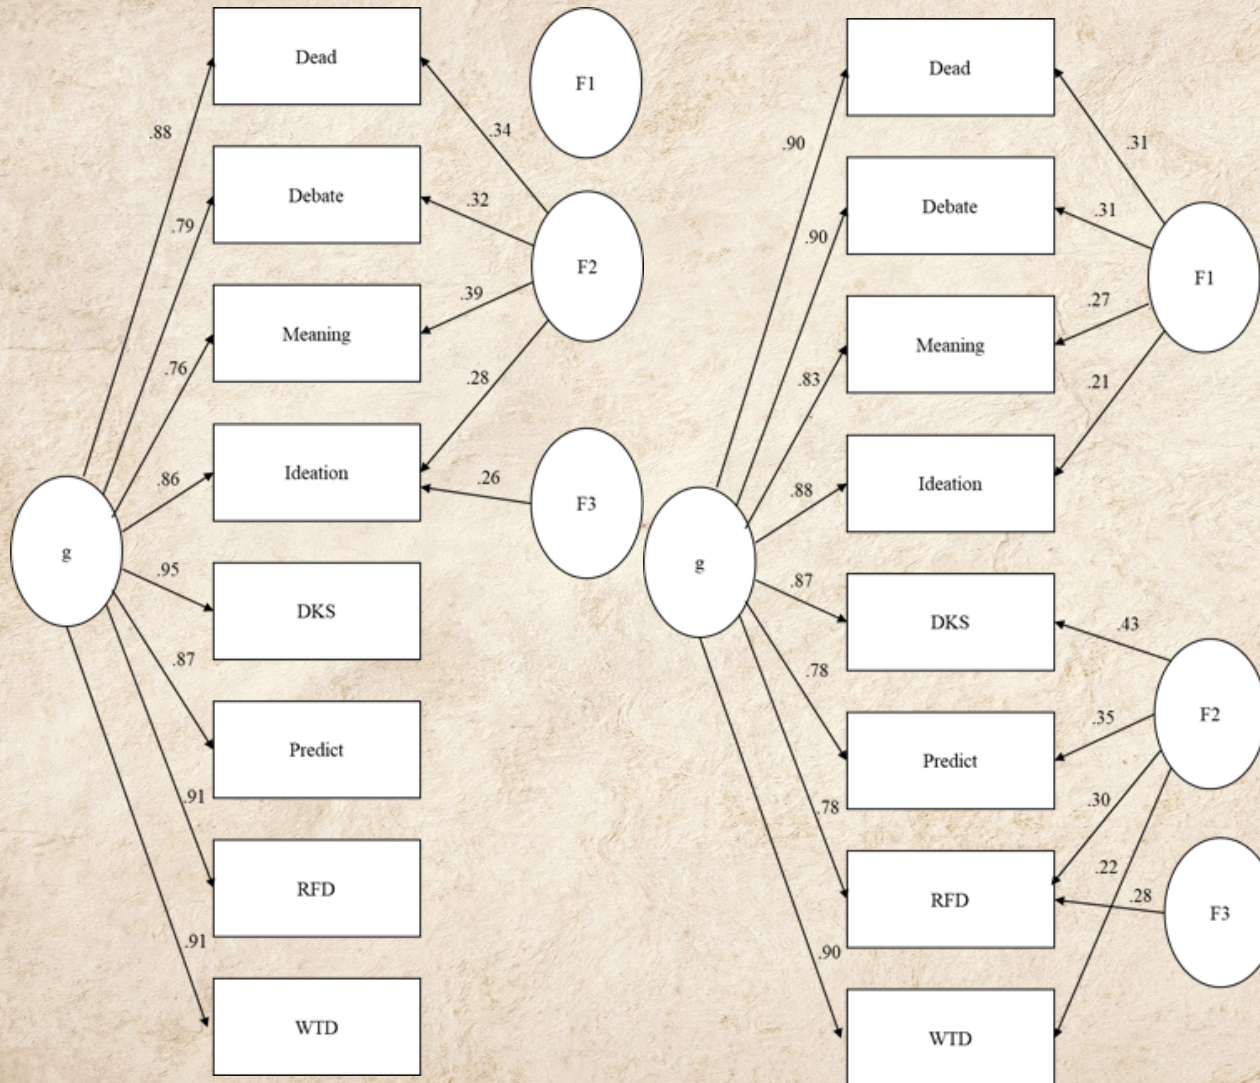 Dead
F1
.88
.34
Debate
.79
.32
F2
Meaning
.76
.39
.28
Ideation
.86
.26
F3
g
.95
DKS
.87
Predict
.91
RFD
.91
WTD
Dead
.90
.31
Debate
.90
.31
F1
Meaning
.83
.27
.21
Ideation
.88
g
.87
DKS
.43
.78
Predict
.35
F2
.78
.30
.22
RFD
.28
F3
.90
WTD